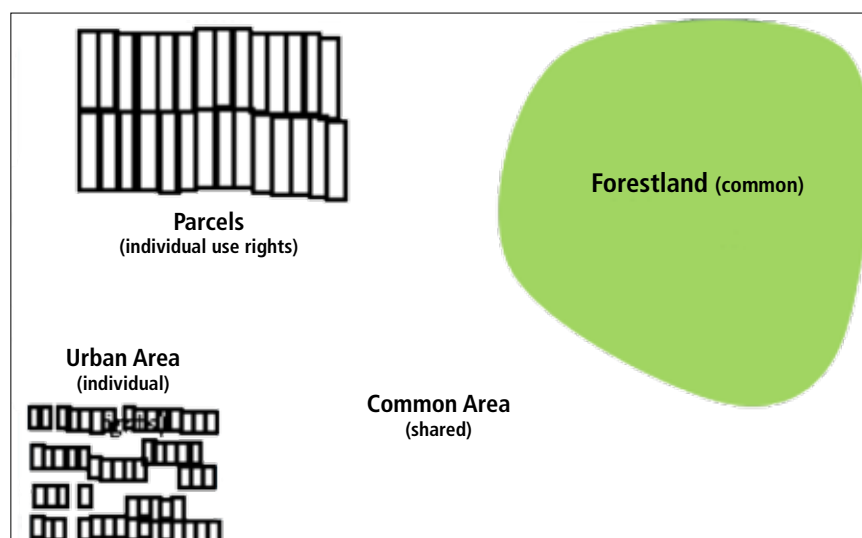 Parcels
(individual use rights)
Forestland (common)
Urban Area
(individual)
Common Area
(shared)